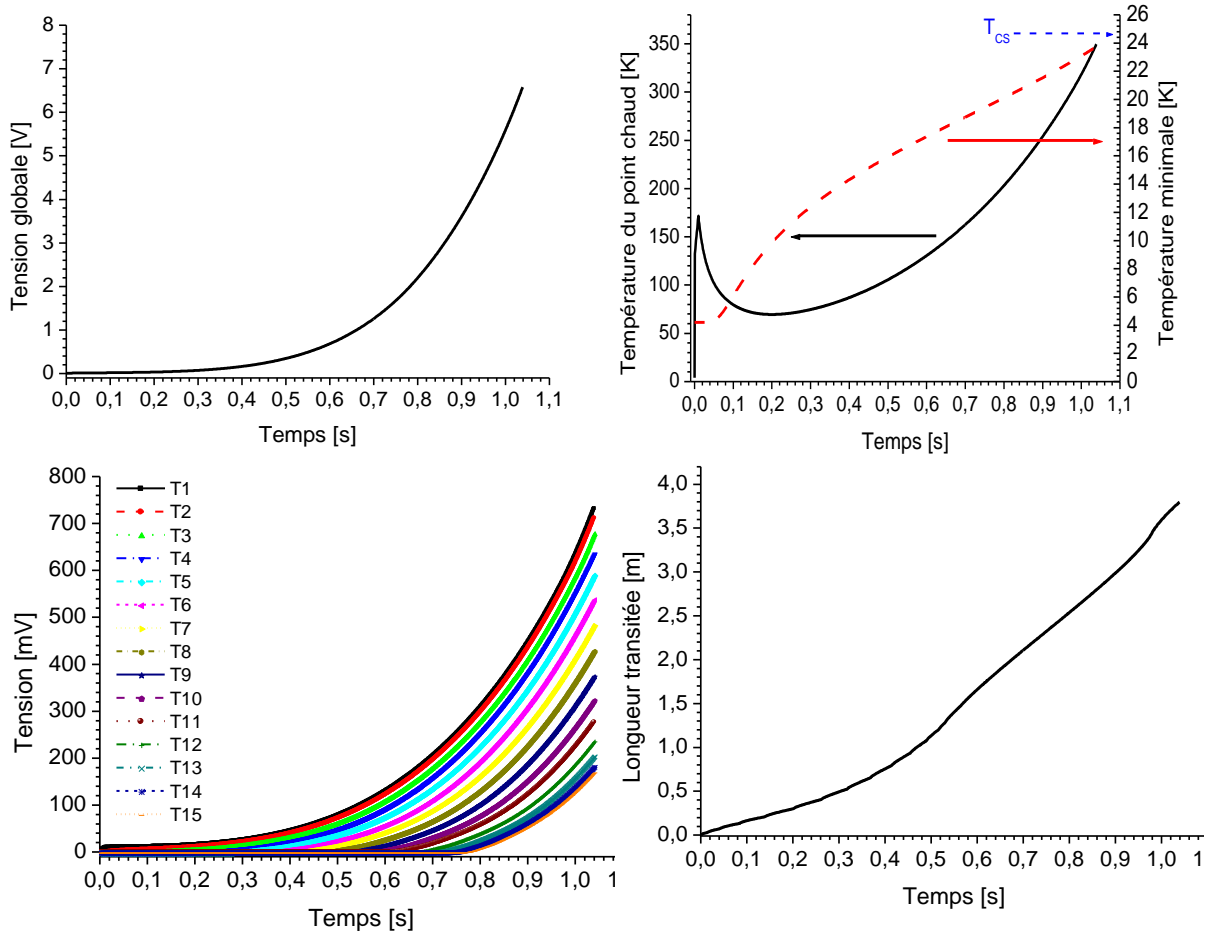 8
7
6
5
4
3
2
1
0
0,0 0,1 0,2 0,3 0,4 0,5 0,6 0,7 0,8 0,9 1,0 1,1
Tension globale [V]
Temps [s]
350
300
250
200
150
100
50
0
Température du point chaud [K]
T_CS
26
24
22
20
18
16
14
12
10
8
6
4
2
0
Température minimale [K]
0,0 0,1 0,2 0,3 0,4 0,5 0,6 0,7 0,8 0,9 1,0 1,1
Temps [s]
800
700
600
500
400
300
200
100
0
Tension [mV]
T1
T2
T3
T4
T5
T6
T7
T8
T9
T10
T11
T12
T13
T14
T15
0,0 0,1 0,2 0,3 0,4 0,5 0,6 0,7 0,8 0,9 1,0 1
Temps [s]
4,0
3,5
3,0
2,5
2,0
1,5
1,0
0,5
0,0
Longueur transitée [m]
0,0 0,1 0,2 0,3 0,4 0,5 0,6 0,7 0,8 0,9 1,0 1
Temps [s]